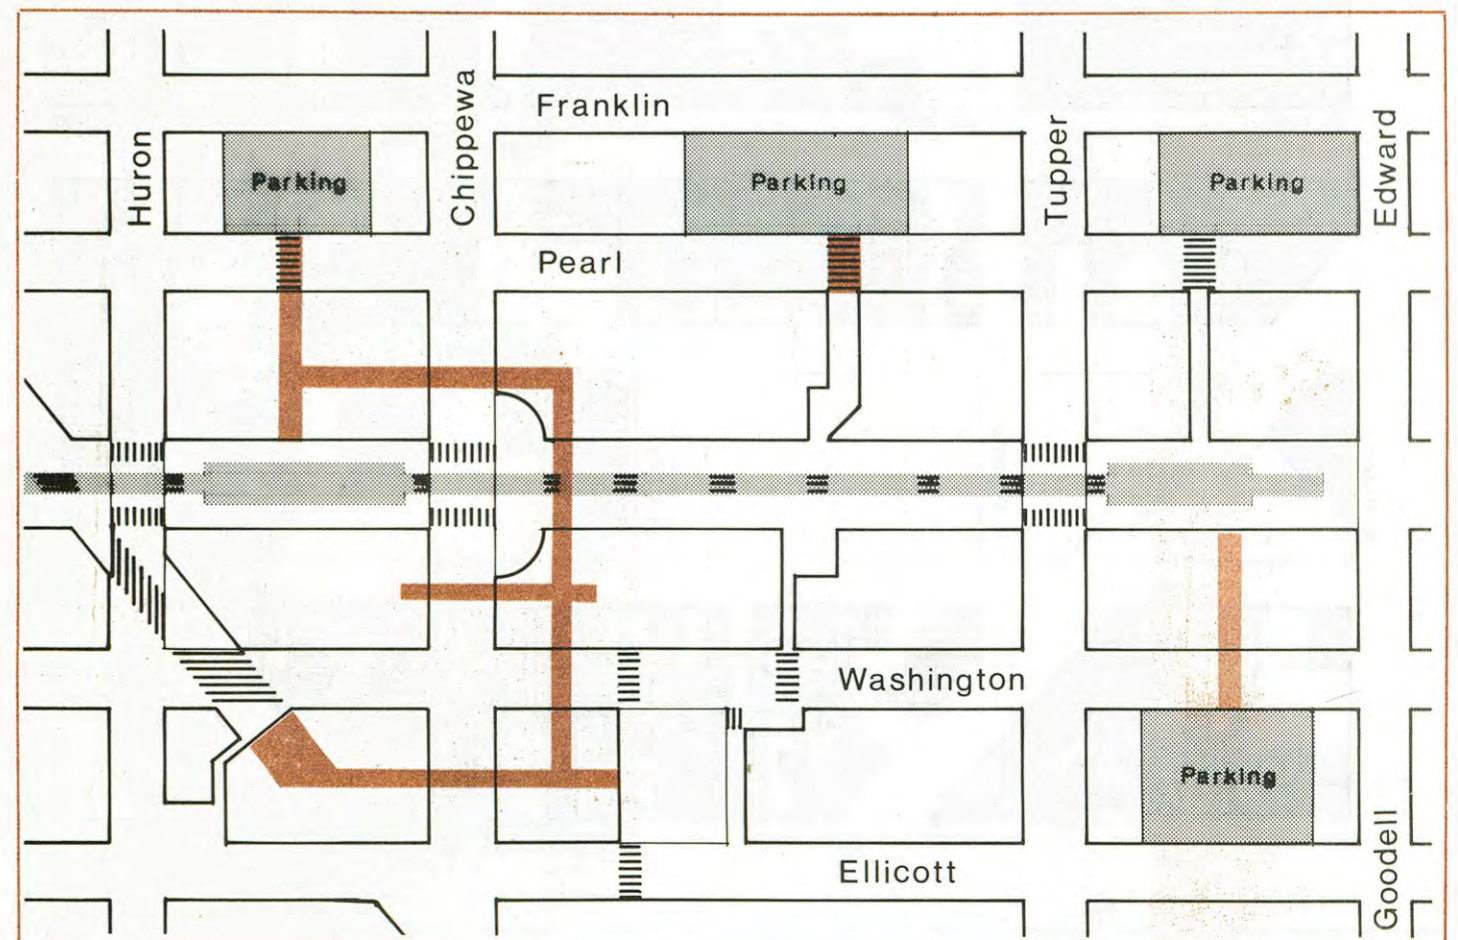 Franklin
Huron
Chippewa
Tupper
Edward
Parking
Parking
Parking
Pearl
Washington
Parking
Ellicott
Goodell